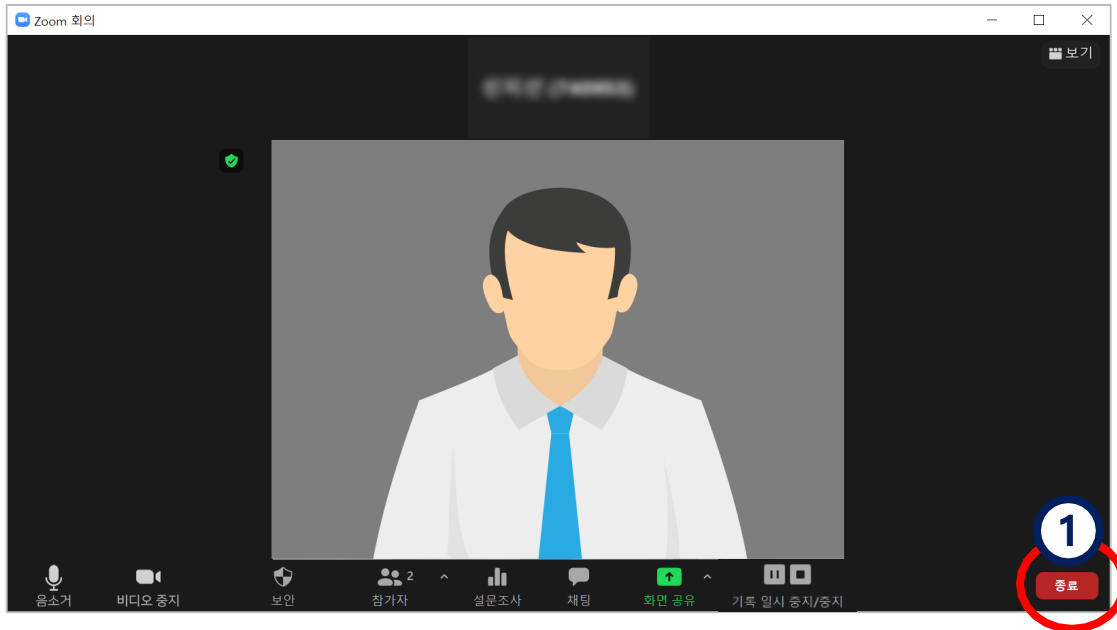 Zoom 회의
보기
1
음소거
비디오 중지
보안
참가자
2
설문조사
채팅
화면 공유
기록 일시 중지/중지
종료